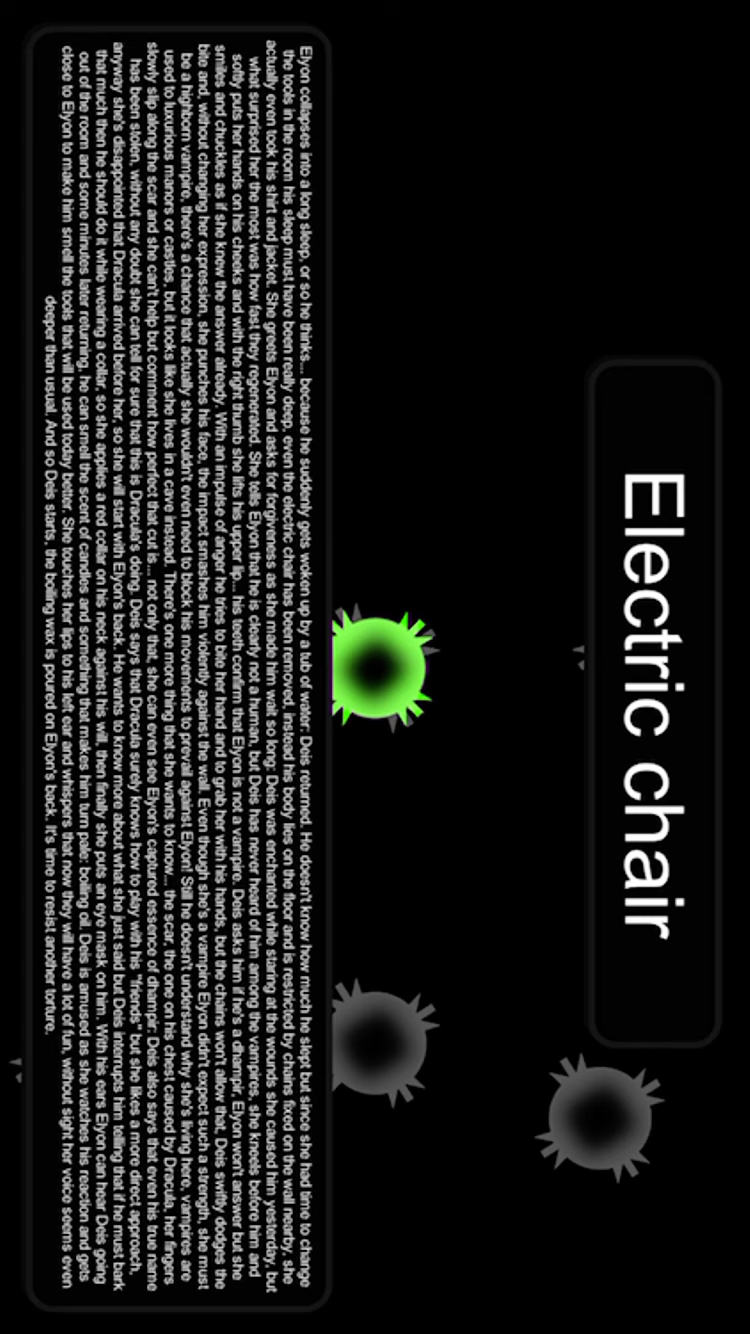 Electric chair
Elyon collapses into a long sleep, or so he thinks.... because he suddenly gets woken up by a tub of water: Deis returned. He doesn't know how much he slept but since she had time to change
the tools in the room his sleep must have been really deep, even the electric chair has been removed, instead his body lies on the floor and is restricted by chains fixed on the wall nearby, she
actually even took his shirt and jacket. She greets Elyon and asks for forgiveness as she made him wait so long; Deis was enchanted while staring at the wounds she caused him yesterday, but
what surprised her the most was how fast they regenerated. She tells Elyon that he is clearly not a human, but Deis has never heard of him among the vampires, she kneels before him and
softly puts her hands on his cheeks and with the right thumb she lifts his upper lip.... his teeth confirm that Elyon is not a vampire. Deis asks him if he's a dhampir, Elyon won't answer but she
smiles and chuckles as if she knew the answer already. With an impulse of anger he tries to bite her hand and to grab her with his hands, but the chains won't allow that, Deis swiftly dodges the
bite and, without changing her expression, she punches his face, the impact smashes him violently against the wall. Even though she's a vampire Elyon didn't expect such a strength, she must
be a highborn vampire, there's a chance that actually she wouldn't even need to block his movements to prevail against Elyon! Still he doesn't understand why she's living here, vampires are
used to luxurious manors or castles, but it looks like she lives in a cave instead. There's one more thing that she wants to know... the scar, the one on his chest caused by Dracula, her fingers
slowly slip along the scar and she can't help but comment how perfect that cut is.... not only that, she can even see Elyon's captured essence of dhampir; Deis also says that even his true name
has been stolen, without any doubt she can tell for sure that this is Dracula's doing. Deis says that Dracula surely knows how to play with his "friends" but she likes a more direct approach,
anyway she's disappointed that Dracula arrived before her, so she will start with Elyon's back. He wants to know more about what she just said but Deis interrupts him telling that if he must bark
that much then he should do it while wearing a collar, so she applies a red collar on his neck against his will, then finally she puts an eye mask on him. With his ears Elyon can hear Deis going
out of the room and some minutes later returning, he can smell the scent of candles and something that makes him turn pale: boiling oil. Deis is amused as she watches his reaction and gets
close to Elyon to make him smell the tools that will be used today better. She touches her lips to his left ear and whispers that now they will have a lot of fun, without sight her voice seems even
deeper than usual. And so Deis starts, the boiling wax is poured on Elyon's back. It's time to resist another torture.